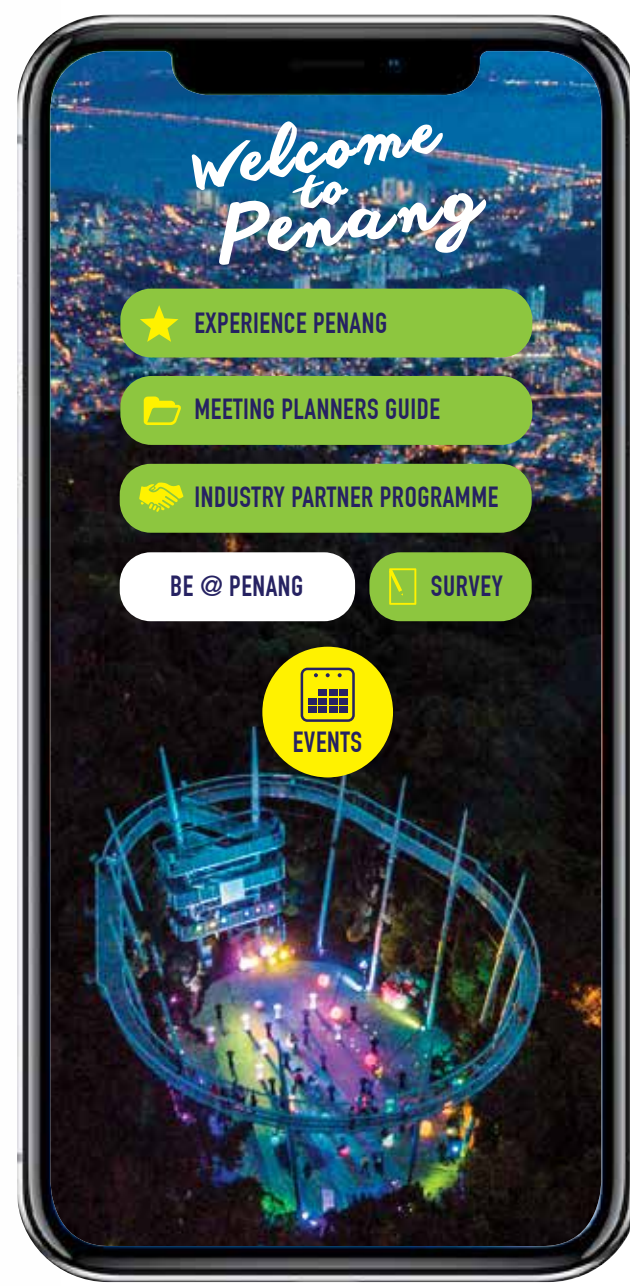 Welcome
to
Penang
EXPERIENCE PENANG
MEETING PLANNERS GUIDE
INDUSTRY PARTNER PROGRAMME
BE @ PENANG
SURVEY
EVENTS